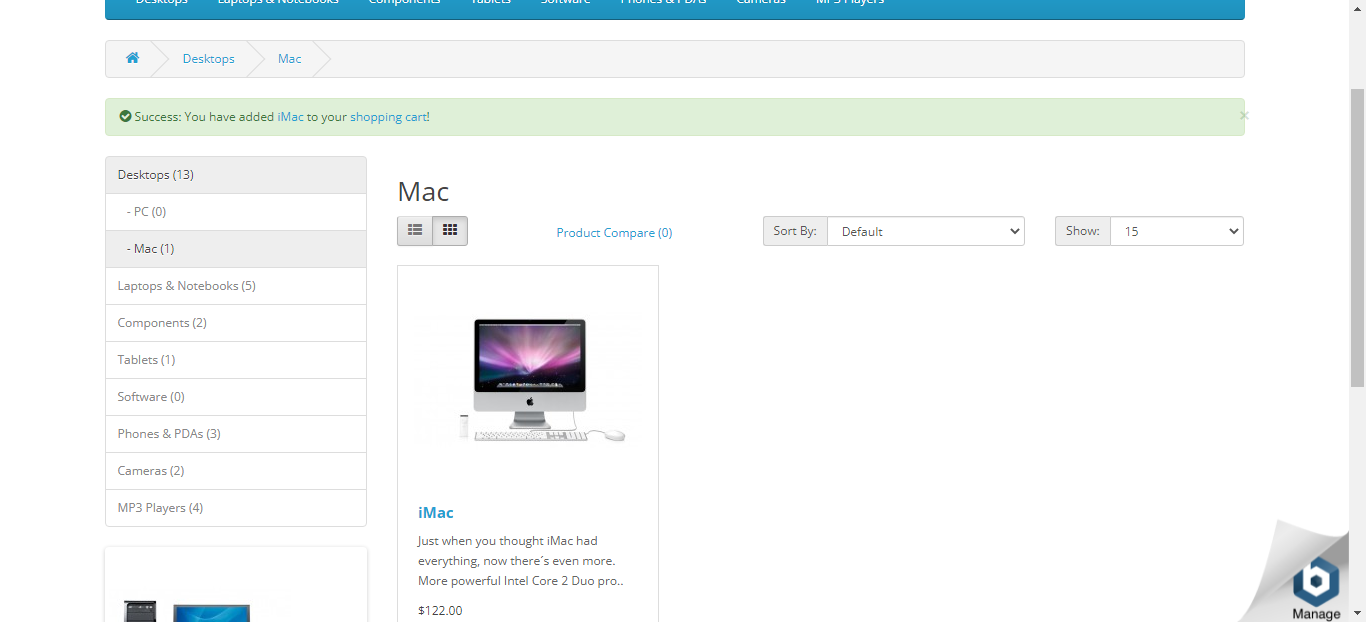 Desktops Laptops & Notebooks Components Tablets Software Phones & PDAs Cameras MP3 Players
Desktops Mac
Success: You have added iMac to your shopping cart!
×
Desktops (13)
- PC (0)
- Mac (1)
Laptops & Notebooks (5)
Components (2)
Tablets (1)
Software (0)
Phones & PDAs (3)
Cameras (2)
MP3 Players (4)
Mac
Product Compare (0)
Sort By: Default
Show: 15
iMac
Just when you thought iMac had
everything, now there´s even more.
More powerful Intel Core 2 Duo pro..
$122.00
Manage